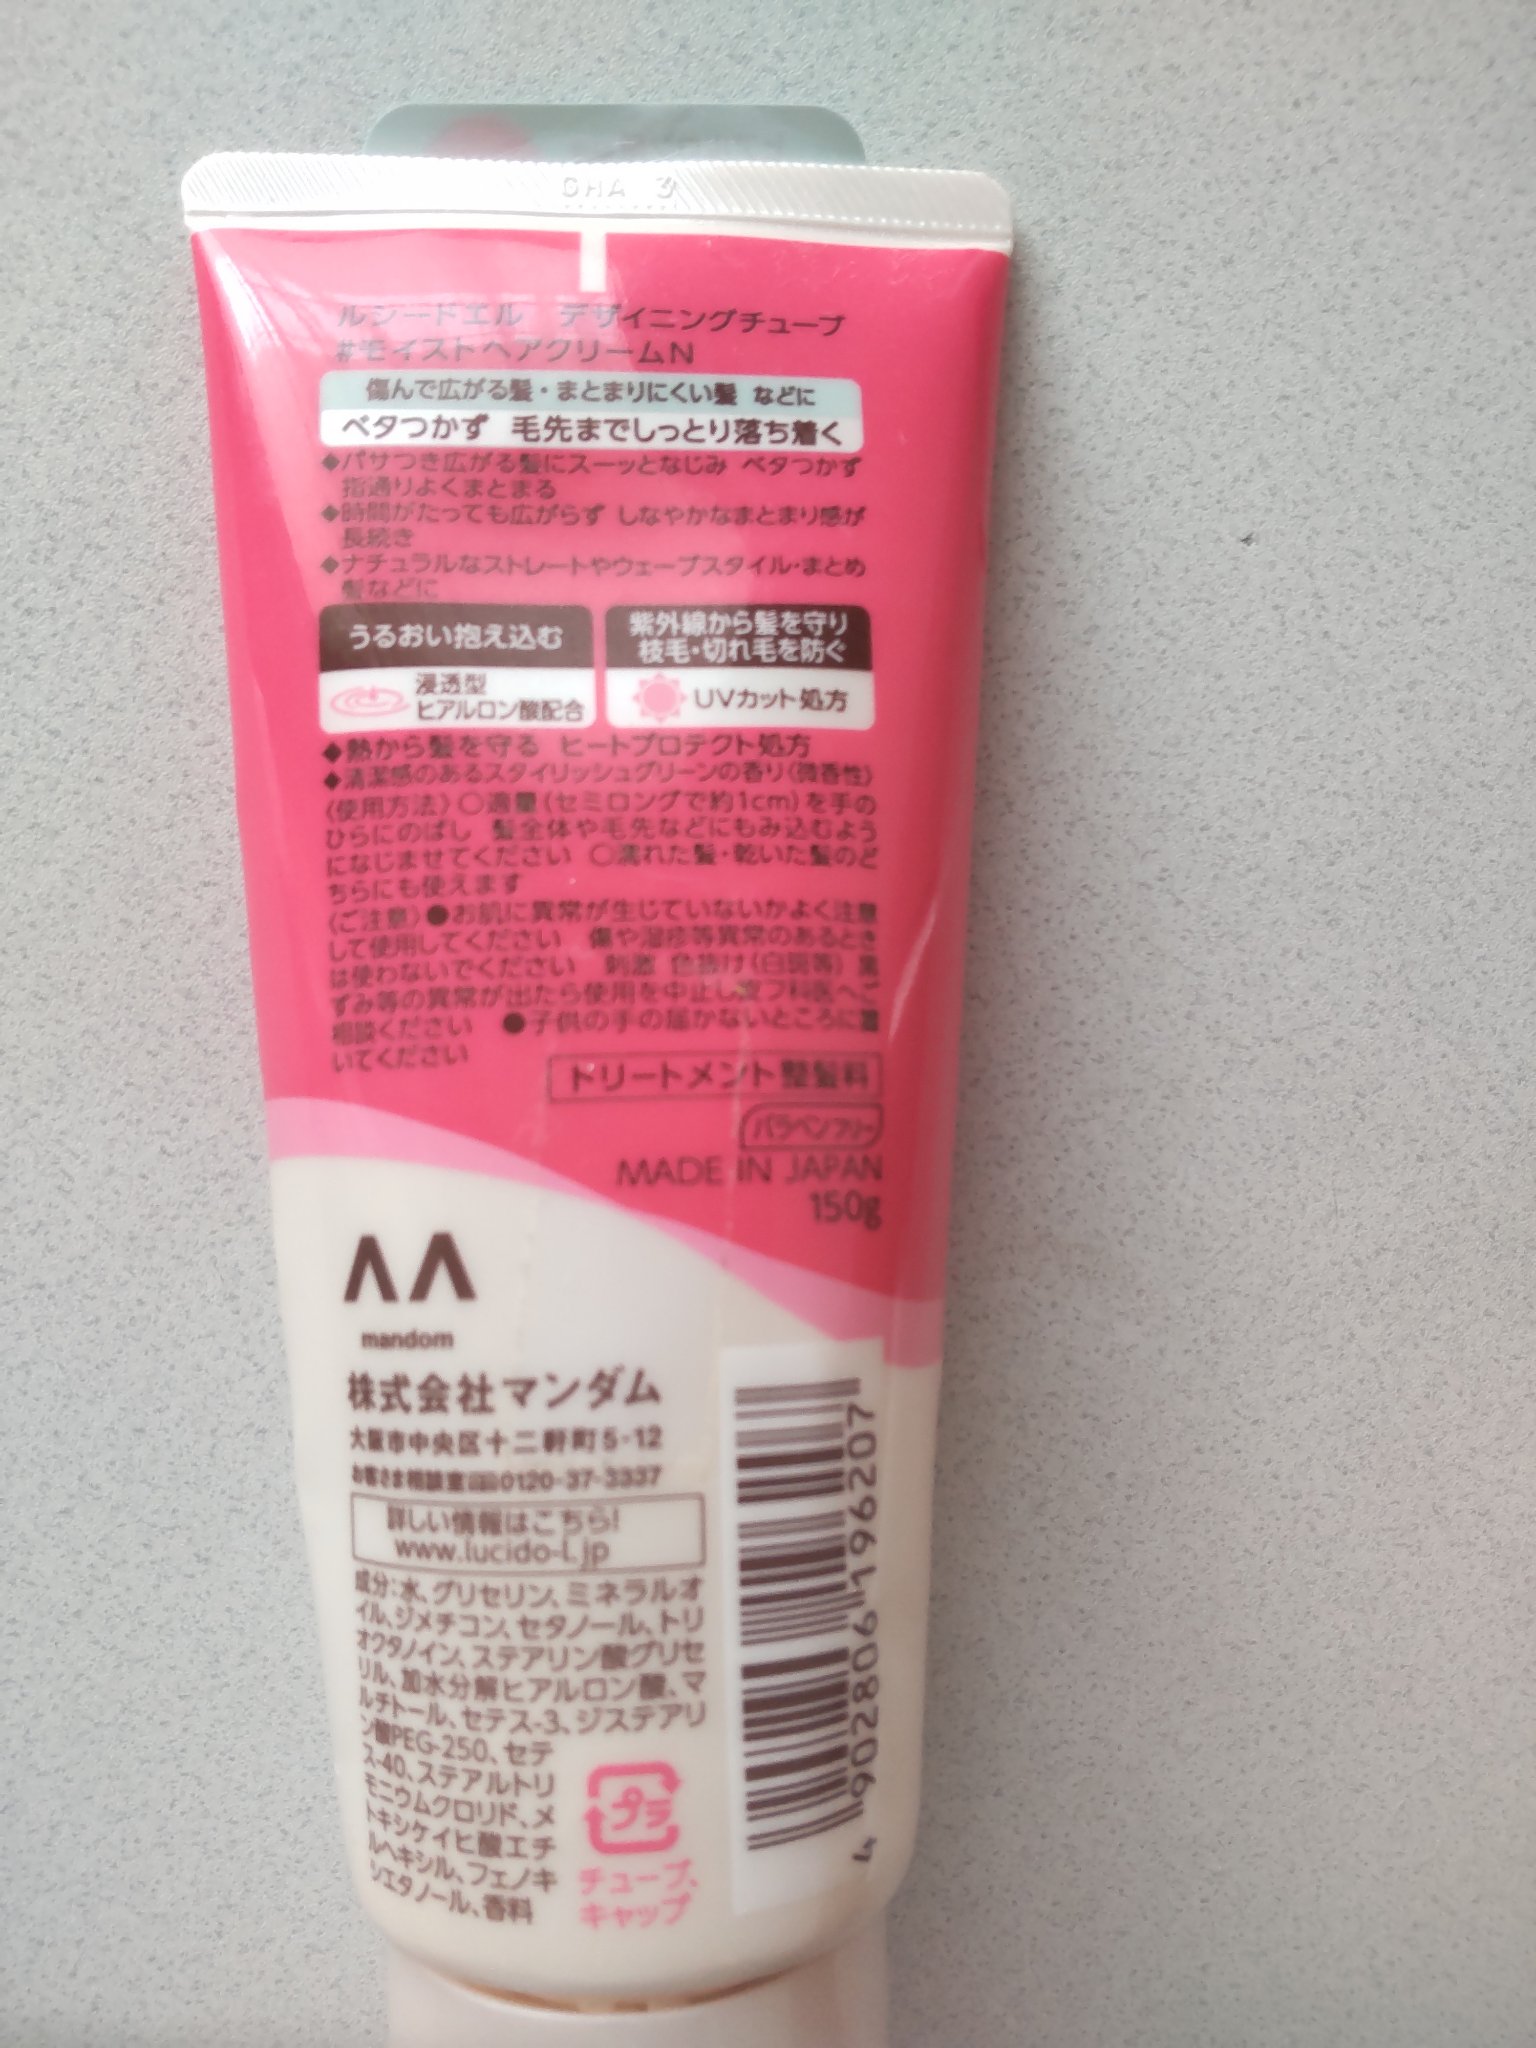 CHA 3
ルシードエル デザイニングチューブ
#モイストヘアクリームN
傷んで広がる髪・まとまりにくい髪 などに
ベタつかず 毛先までしっとり落ち着く
◆パサつき広がる髪にスーッとなじみ ベタつかず
指通りよくまとまる
◆時間がたっても広がらず しなやかなまとまり感が
長続き
◆ナチュラルなストレートやウェーブスタイル・まとめ
髪などに
うるおい抱え込む
浸透型
ヒアルロン酸配合
紫外線から髪を守り
枝毛・切れ毛を防ぐ
UVカット処方
◆熱から髪を守る ヒートプロテクト処方
◆清潔感のあるスタイリッシュグリーンの香り(微香性)
〈使用方法〉○適量(セミロングで約1cm)を手の
ひらにのばし 髪全体や毛先などにもみ込むよう
になじませてください ○濡れた髪・乾いた髪のど
ちらにも使えます
〈ご注意〉●お肌に異常が生じていないかよく注意
して使用してください 傷や湿疹等異常のあるとき
は使わないでください 刺激 色抜け(白斑等) 黒
ずみ等の異常が出たら使用を中止し皮フ科医へご
相談ください ●子供の手の届かないところに置
いてください
トリートメント整髪料
パラベンフリー
MADE IN JAPAN
150g
mandom
株式会社マンダム
大阪市中央区十二軒町5-12
お客さま相談室 0120-37-3337
詳しい情報はこちら!
www.lucido-l.jp
成分:水、グリセリン、ミネラルオ
イル、ジメチコン、セタノール、トリ
オクタノイン、ステアリン酸グリセ
リル、加水分解ヒアルロン酸、マ
ルチトール、セテス-3、ジステアリ
ン酸PEG-250、セテ
ス-40、ステアルトリ
モニウムクロリド、メ
トキシケイヒ酸エチ
ルヘキシル、フェノキ
シエタノール、香料
プラ
チューブ、
キャップ
4 902806 196207